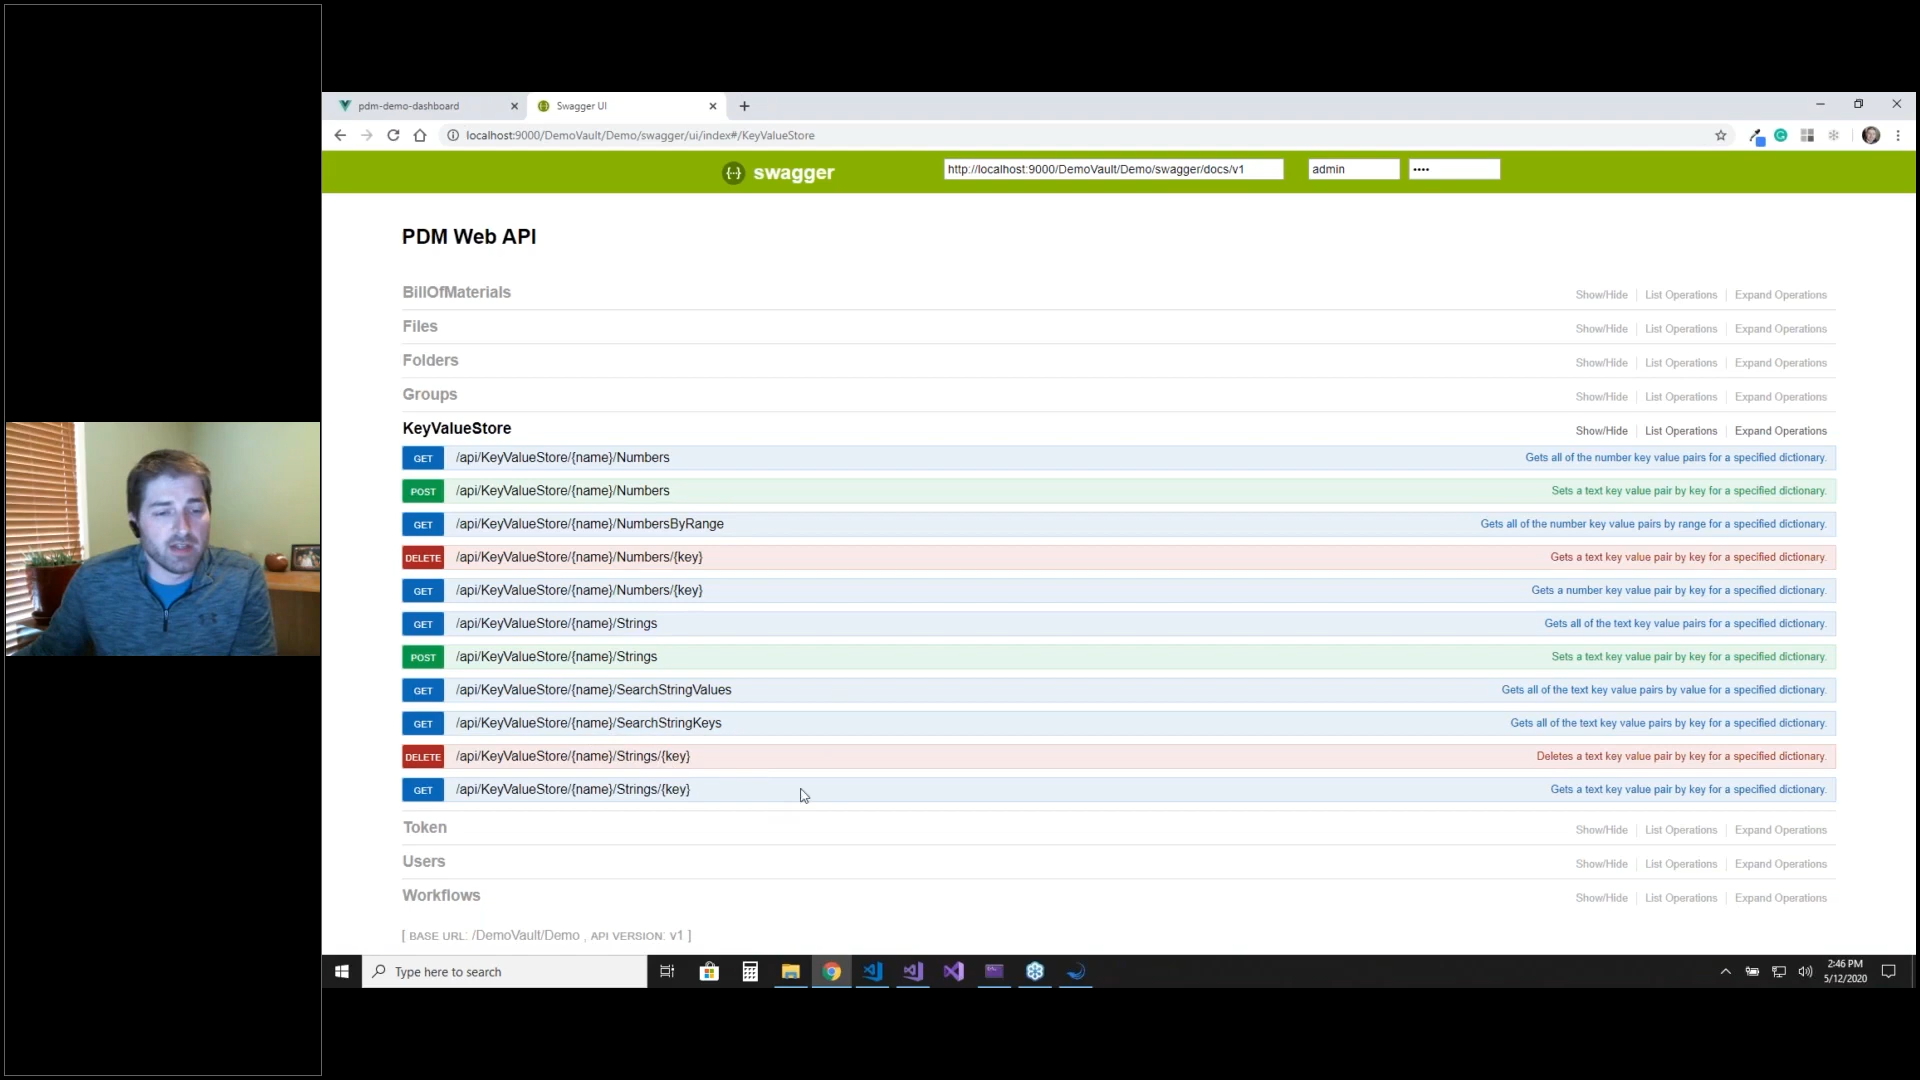 pdm-demo-dashboard
Swagger UI
localhost:9000/DemoVault/Demo/swagger/ui/index#/KeyValueStore
{··} swagger
http://localhost:9000/DemoVault/Demo/swagger/docs/v1
admin
••••
PDM Web API
BillOfMaterials Show/Hide List Operations Expand Operations
Files Show/Hide List Operations Expand Operations
Folders Show/Hide List Operations Expand Operations
Groups Show/Hide List Operations Expand Operations
KeyValueStore Show/Hide List Operations Expand Operations
GET /api/KeyValueStore/{name}/Numbers Gets all of the number key value pairs for a specified dictionary.
POST /api/KeyValueStore/{name}/Numbers Sets a text key value pair by key for a specified dictionary.
GET /api/KeyValueStore/{name}/NumbersByRange Gets all of the number key value pairs by range for a specified dictionary.
DELETE /api/KeyValueStore/{name}/Numbers/{key} Gets a text key value pair by key for a specified dictionary.
GET /api/KeyValueStore/{name}/Numbers/{key} Gets a number key value pair by key for a specified dictionary.
GET /api/KeyValueStore/{name}/Strings Gets all of the text key value pairs for a specified dictionary.
POST /api/KeyValueStore/{name}/Strings Sets a text key value pair by key for a specified dictionary.
GET /api/KeyValueStore/{name}/SearchStringValues Gets all of the text key value pairs by value for a specified dictionary.
GET /api/KeyValueStore/{name}/SearchStringKeys Gets all of the text key value pairs by key for a specified dictionary.
DELETE /api/KeyValueStore/{name}/Strings/{key} Deletes a text key value pair by key for a specified dictionary.
GET /api/KeyValueStore/{name}/Strings/{key} Gets a text key value pair by key for a specified dictionary.
Token Show/Hide List Operations Expand Operations
Users Show/Hide List Operations Expand Operations
Workflows Show/Hide List Operations Expand Operations
[ BASE URL: /DemoVault/Demo , API VERSION: v1 ]
Type here to search
2:46 PM
5/12/2020